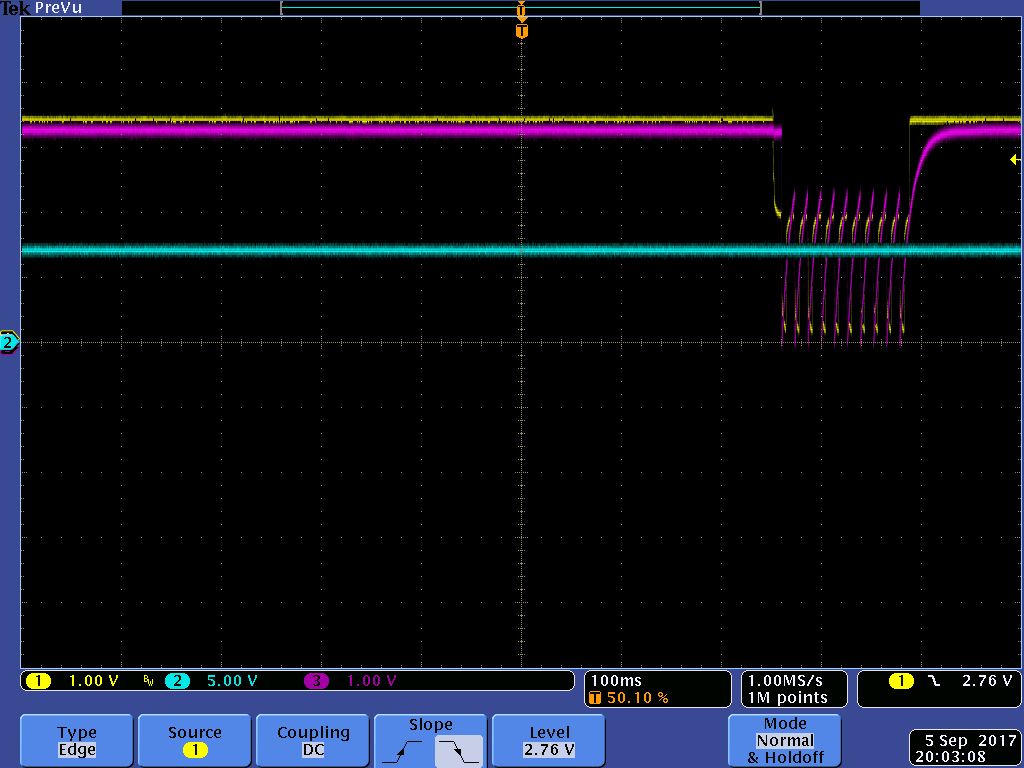 Tek PreVu
T
T
2
1 1.00 V BW 2 5.00 V 3 1.00 V
100ms
T 50.10 %
1.00MS/s
1M points
1 2.76 V
Type
Edge
Source
1
Coupling
DC
Slope
Level
2.76 V
Mode
Normal
& Holdoff
5 Sep 2017
20:03:08